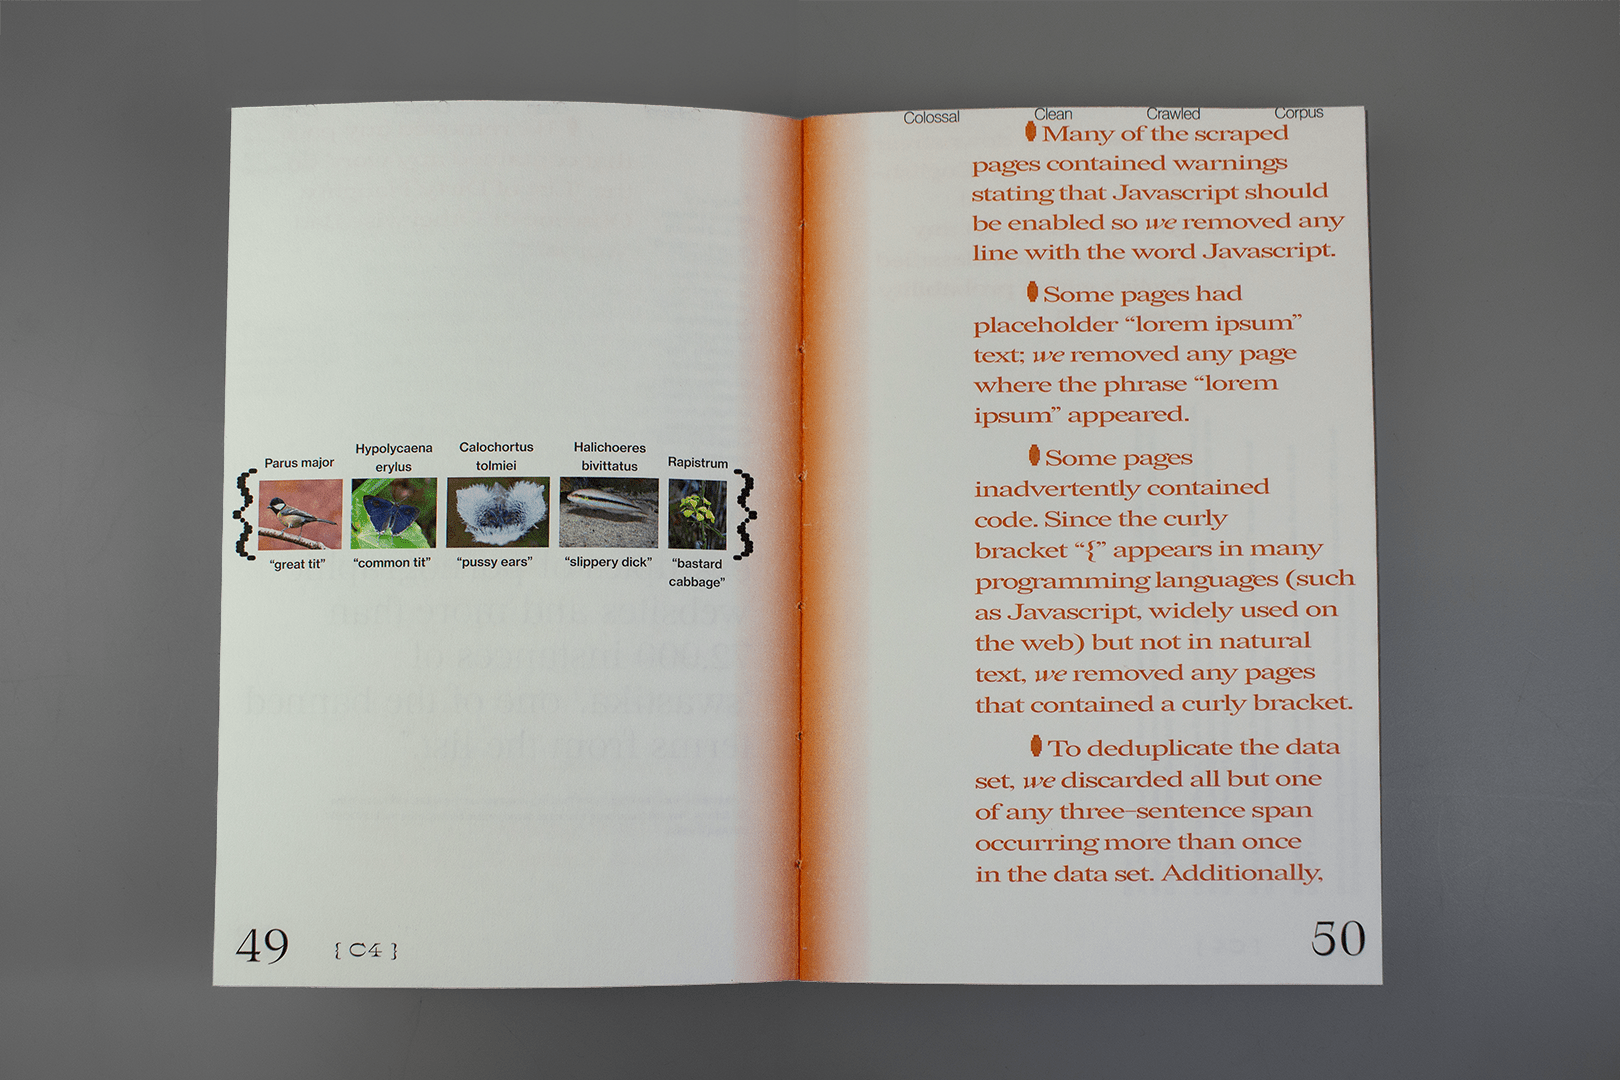 Parus major
Hypolycaena
erylus
Calochortus
tolmiei
Halichoeres
bivittatus
Rapistrum
“great tit”
“common tit”
“pussy ears”
“slippery dick”
“bastard
cabbage”
49
{ C4 }
Colossal Clean Crawled Corpus
Many of the scraped
pages contained warnings
stating that Javascript should
be enabled so we removed any
line with the word Javascript.
Some pages had
placeholder “lorem ipsum”
text; we removed any page
where the phrase “lorem
ipsum” appeared.
Some pages
inadvertently contained
code. Since the curly
bracket “{” appears in many
programming languages (such
as Javascript, widely used on
the web) but not in natural
text, we removed any pages
that contained a curly bracket.
To deduplicate the data
set, we discarded all but one
of any three-sentence span
occurring more than once
in the data set. Additionally,
50